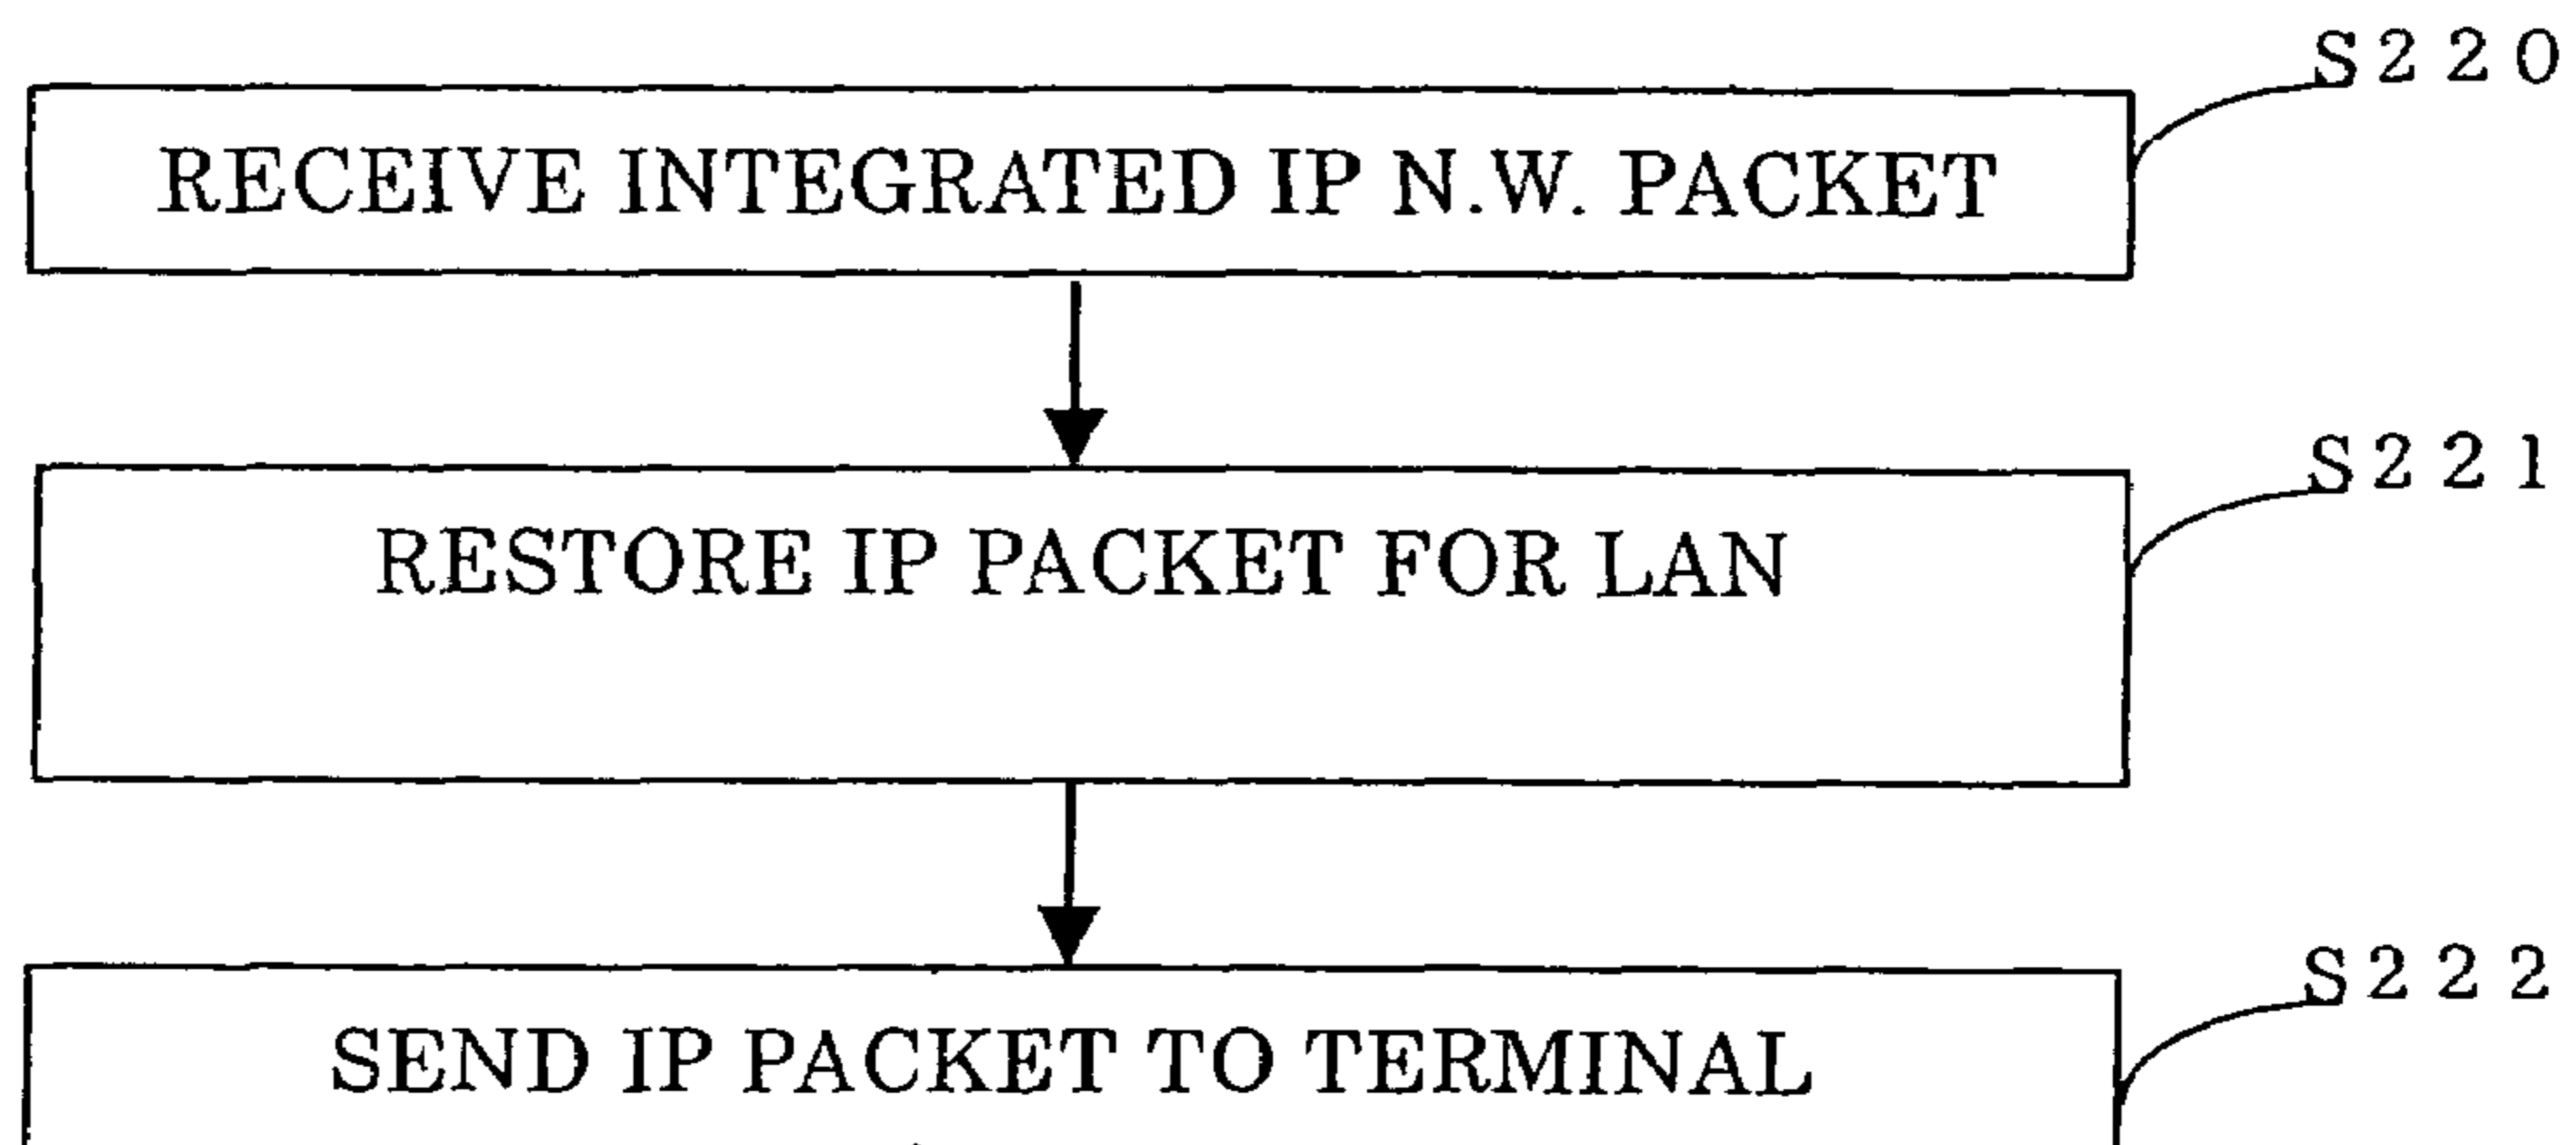 S220
RECEIVE INTEGRATED IP N.W. PACKET
S221
RESTORE IP PACKET FOR LAN
S222
SEND IP PACKET TO TERMINAL